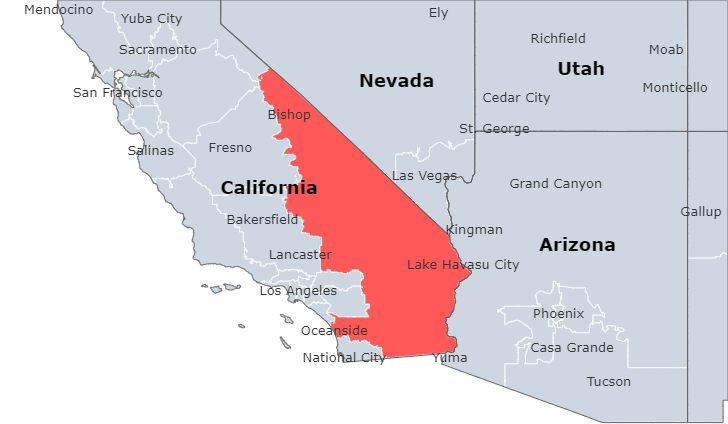 Mendocino
Ely
Yuba City
Richfield
Sacramento
Moab
Utah
Nevada
San Francisco
Monticello
Cedar City
Bishop
St. George
Salinas
Fresno
Las Vegas
Grand Canyon
California
Gallup
Bakersfield
Kingman
Arizona
Lancaster
Lake Havasu City
Los Angeles
Phoenix
Oceanside
Casa Grande
National City
Yuma
Tucson